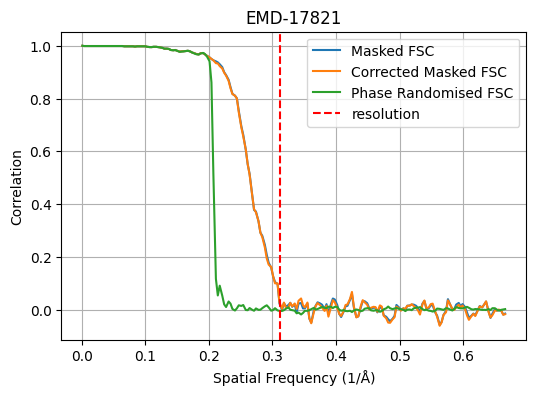 EMD-17821
Masked FSC
Corrected Masked FSC
Phase Randomised FSC
resolution
Correlation
1.0
0.8
0.6
0.4
0.2
0.0
0.0 0.1 0.2 0.3 0.4 0.5 0.6
Spatial Frequency (1/Å)